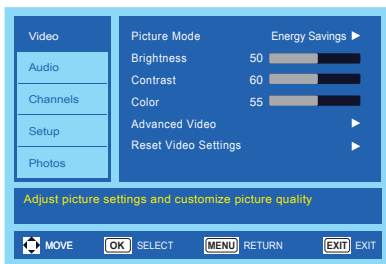 Video
Audio
Channels
Setup
Photos
Picture Mode Energy Savings
Brightness 50
Contrast 60
Color 55
Advanced Video
Reset Video Settings
Adjust picture settings and customize picture quality
MOVE OK SELECT MENU RETURN EXIT EXIT